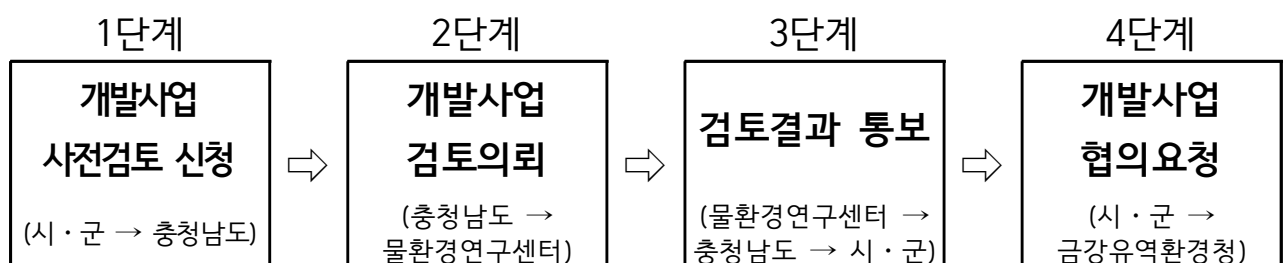 1단계
개발사업
사전검토 신청
(시・군 → 충청남도)
⇨
2단계
개발사업
검토의뢰
(충청남도 →
물환경연구센터)
⇨
3단계
검토결과 통보
(물환경연구센터 →
충청남도 → 시・군)
⇨
4단계
개발사업
협의요청
(시・군 →
금강유역환경청)